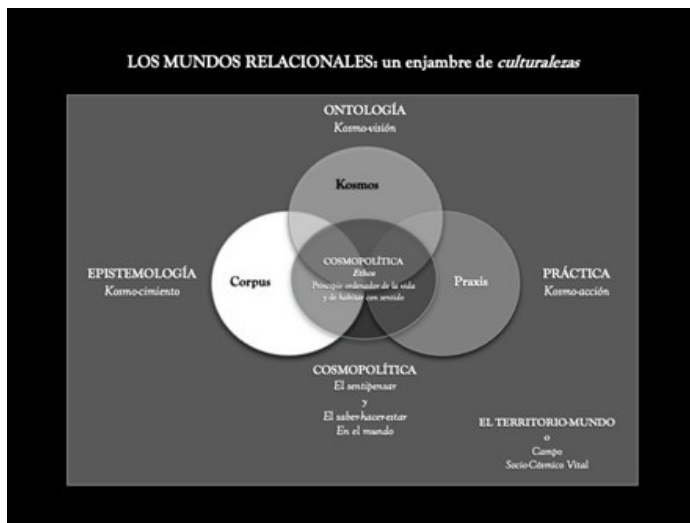 LOS MUNDOS RELACIONALES: un enjambre de culturalezas
ONTOLOGÍA
Kosmo-visión
Kosmos
EPISTEMOLOGÍA
Kosmo-cimiento
Corpus
COSMOPOLÍTICA
Ethos
Principio ordenador de la vida
y de habitar con sentido
Praxis
PRÁCTICA
Kosmo-acción
COSMOPOLÍTICA
El sentipensar
y
El saber-hacer-estar
En el mundo
EL TERRITORIO-MUNDO
o
Campo
Socio-Cósmico Vital